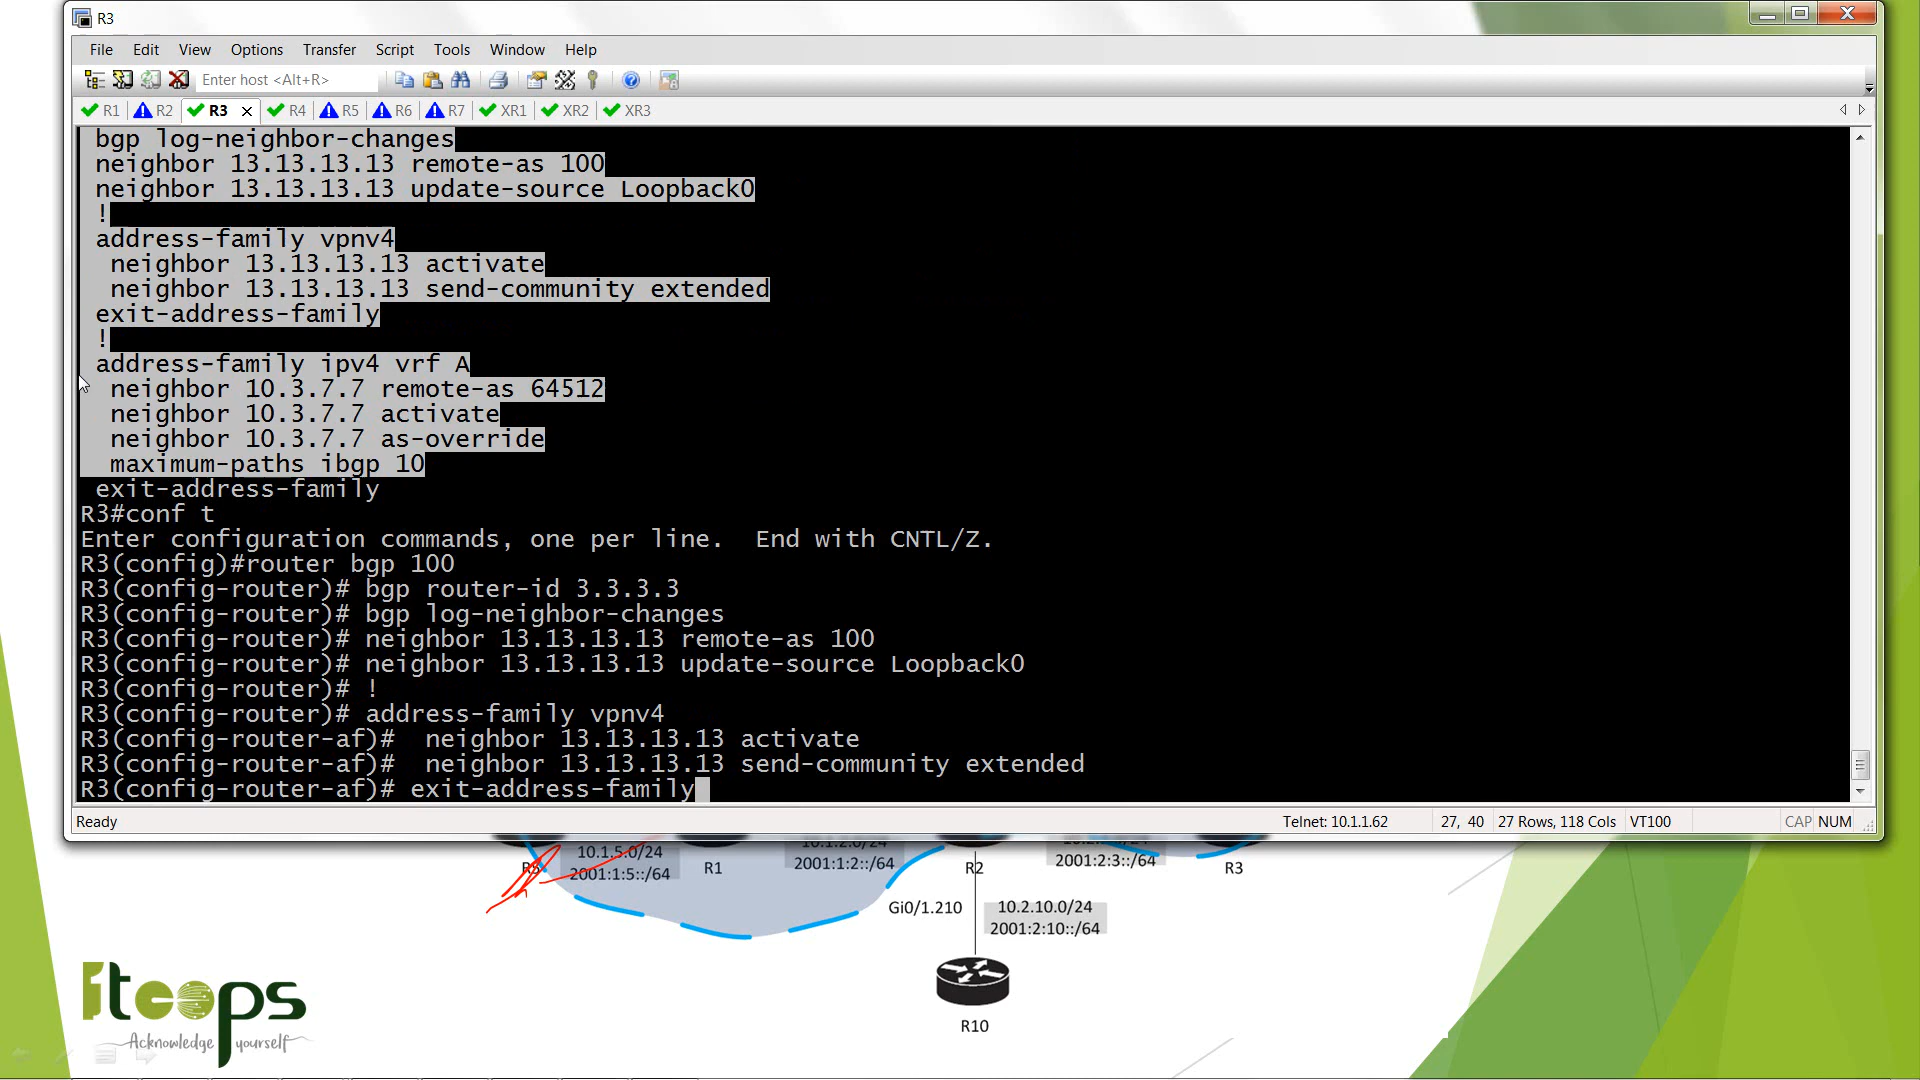 R3
File Edit View Options Transfer Script Tools Window Help
Enter host <Alt+R>
R1 R2 R3 R4 R5 R6 R7 XR1 XR2 XR3
bgp log-neighbor-changes
neighbor 13.13.13.13 remote-as 100
neighbor 13.13.13.13 update-source Loopback0
!
address-family vpnv4
neighbor 13.13.13.13 activate
neighbor 13.13.13.13 send-community extended
exit-address-family
!
address-family ipv4 vrf A
neighbor 10.3.7.7 remote-as 64512
neighbor 10.3.7.7 activate
neighbor 10.3.7.7 as-override
maximum-paths ibgp 10
exit-address-family
R3#conf t
Enter configuration commands, one per line.  End with CNTL/Z.
R3(config)#router bgp 100
R3(config-router)# bgp router-id 3.3.3.3
R3(config-router)# bgp log-neighbor-changes
R3(config-router)# neighbor 13.13.13.13 remote-as 100
R3(config-router)# neighbor 13.13.13.13 update-source Loopback0
R3(config-router)# !
R3(config-router)# address-family vpnv4
R3(config-router-af)#  neighbor 13.13.13.13 activate
R3(config-router-af)#  neighbor 13.13.13.13 send-community extended
R3(config-router-af)# exit-address-family
Ready Telnet: 10.1.1.62 27, 40 27 Rows, 118 Cols VT100 CAP NUM
10.1.5.0/24
2001:1:5::/64
R1
2001:1:2::/64
R2
2001:2:3::/64
R3
Gi0/1.210
10.2.10.0/24
2001:2:10::/64
R10
1tcops
Acknowledge yourself